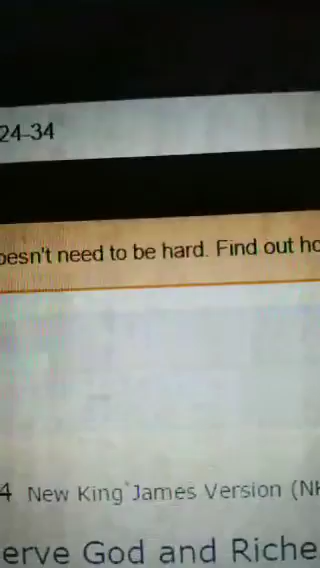 24-34
oesn't need to be hard. Find out ho
4 New King James Version (NK
erve God and Riche